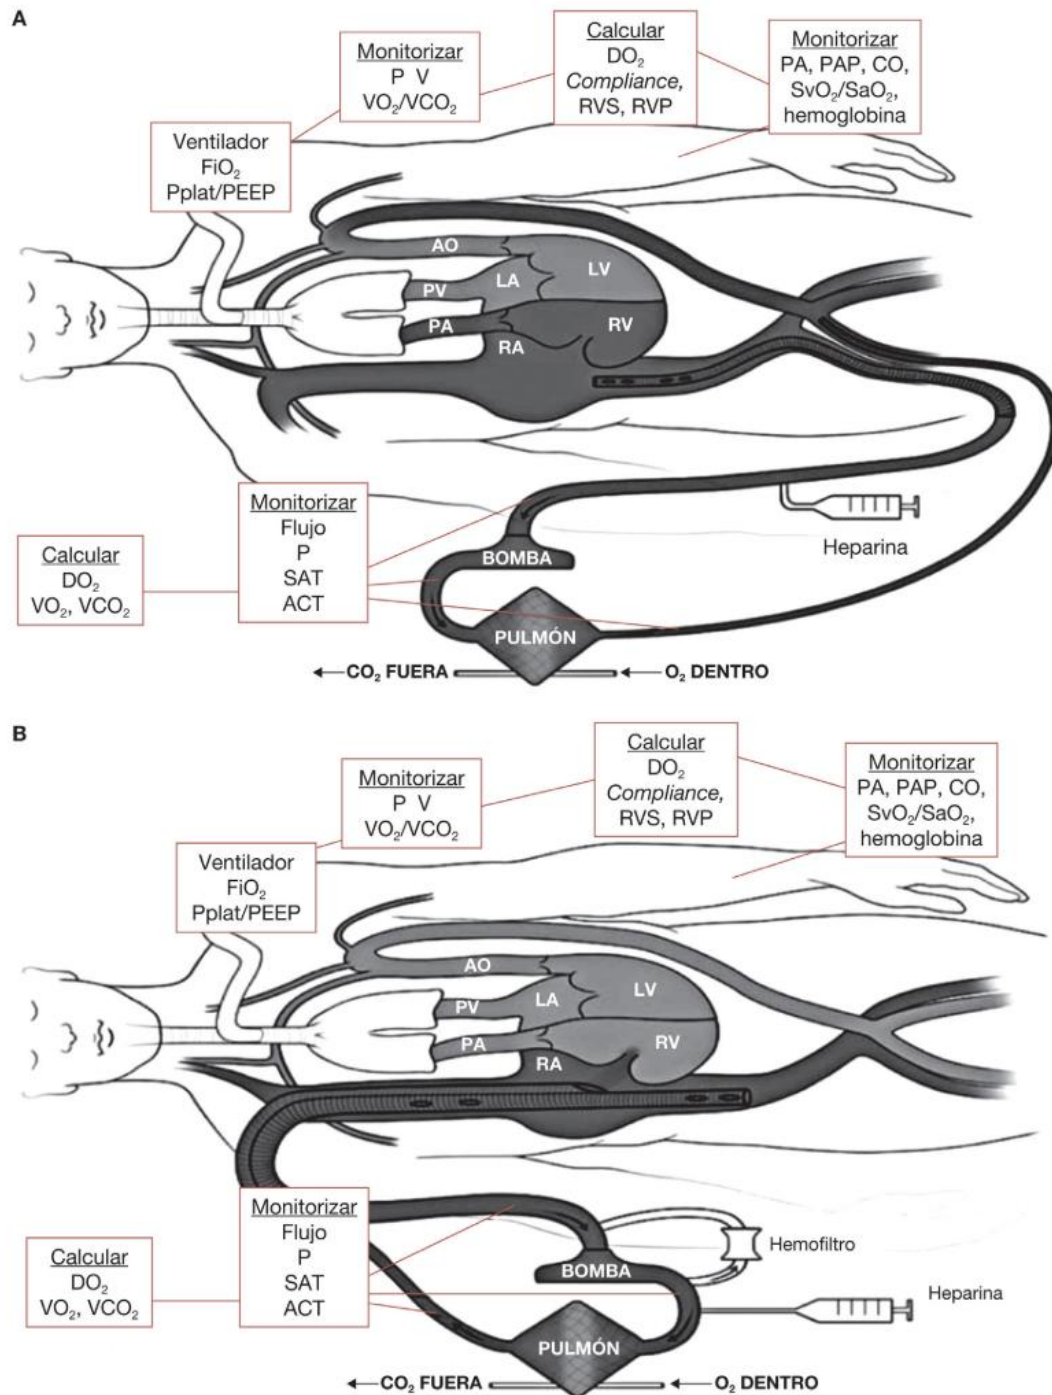 A
Monitorizar
P V
VO₂/VCO₂
Calcular
DO₂
Compliance,
RVS, RVP
Monitorizar
PA, PAP, CO,
SvO₂/SaO₂,
hemoglobina
Ventilador
FiO₂
Pplat/PEEP
AO
LV
LA
PV
PA
RV
RA
Monitorizar
Flujo
P
SAT
ACT
Calcular
DO₂
VO₂, VCO₂
Heparina
BOMBA
PULMÓN
CO₂ FUERA
O₂ DENTRO
B
Monitorizar
P V
VO₂/VCO₂
Calcular
DO₂
Compliance,
RVS, RVP
Monitorizar
PA, PAP, CO,
SvO₂/SaO₂,
hemoglobina
Ventilador
FiO₂
Pplat/PEEP
AO
LV
LA
PV
PA
RV
RA
Monitorizar
Flujo
P
SAT
ACT
Calcular
DO₂
VO₂, VCO₂
Hemofiltro
BOMBA
Heparina
PULMÓN
CO₂ FUERA
O₂ DENTRO